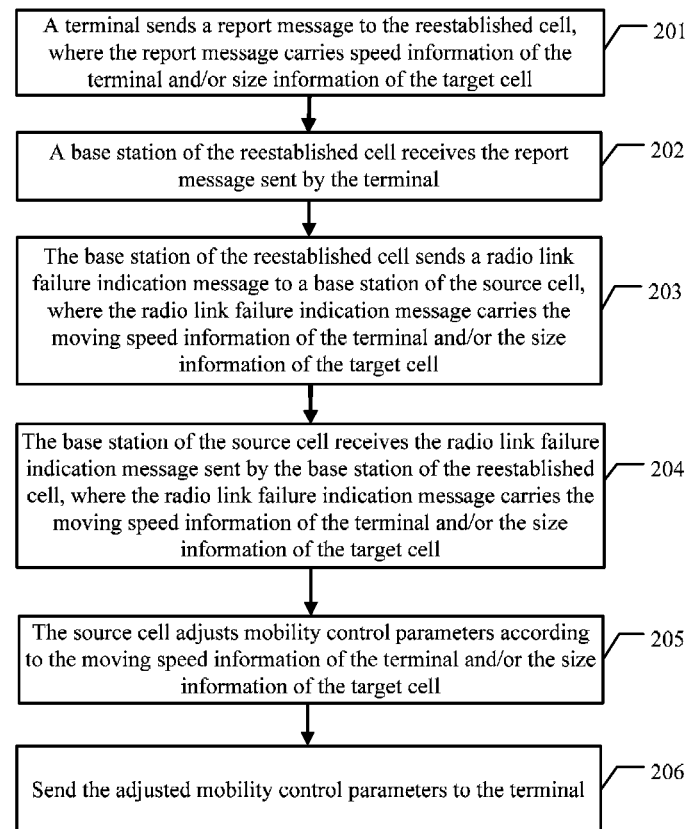 A terminal sends a report message to the reestablished cell,
where the report message carries speed information of the
terminal and/or size information of the target cell
201
A base station of the reestablished cell receives the report
message sent by the terminal
202
The base station of the reestablished cell sends a radio link
failure indication message to a base station of the source cell,
where the radio link failure indication message carries the
moving speed information of the terminal and/or the size
information of the target cell
203
The base station of the source cell receives the radio link failure
indication message sent by the base station of the reestablished
cell, where the radio link failure indication message carries the
moving speed information of the terminal and/or the size
information of the target cell
204
The source cell adjusts mobility control parameters according
to the moving speed information of the terminal and/or the size
information of the target cell
205
Send the adjusted mobility control parameters to the terminal
206